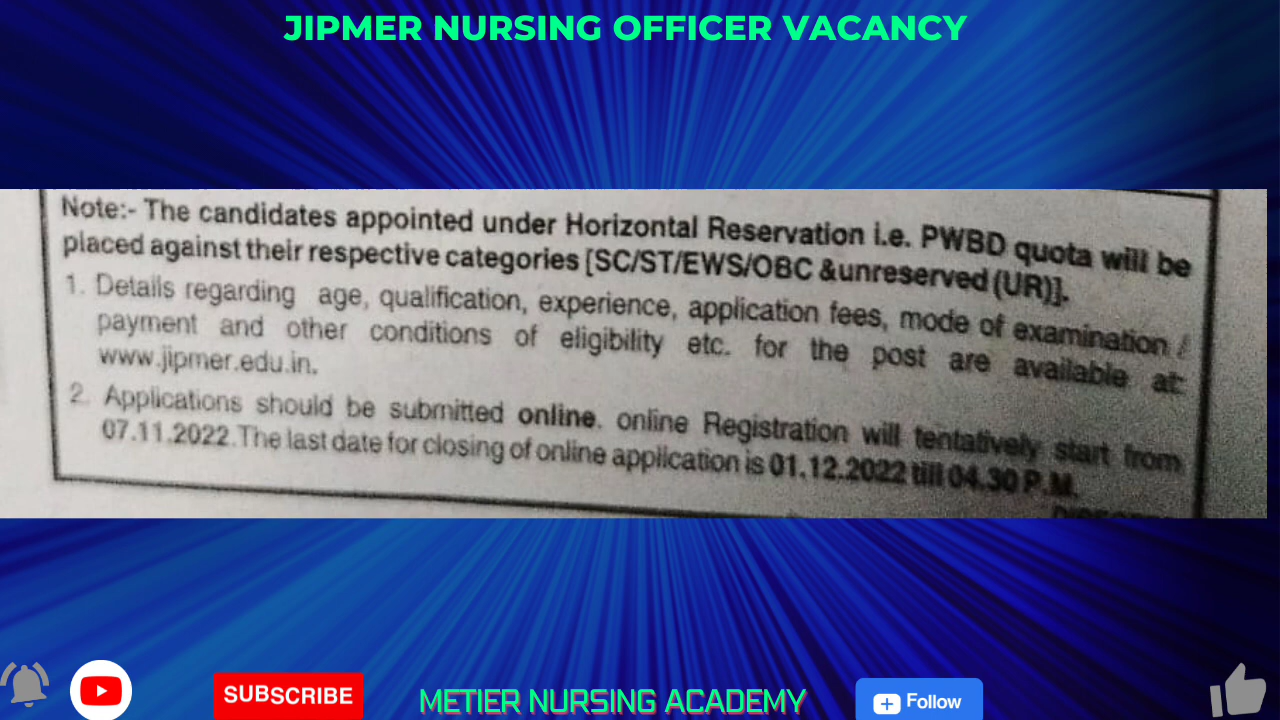 JIPMER NURSING OFFICER VACANCY
Note:- The candidates appointed under Horizontal Reservation i.e. PWBD quota will be
placed against their respective categories [SC/ST/EWS/OBC &unreserved (UR)].
1. Details regarding age, qualification, experience, application fees, mode of examination /
payment and other conditions of eligibility etc. for the post are available at:
www.jipmer.edu.in.
2. Applications should be submitted online. online Registration will tentatively start from
07.11.2022.The last date for closing of online application is 01.12.2022 till 04.30 P.M.
SUBSCRIBE
METIER NURSING ACADEMY
Follow